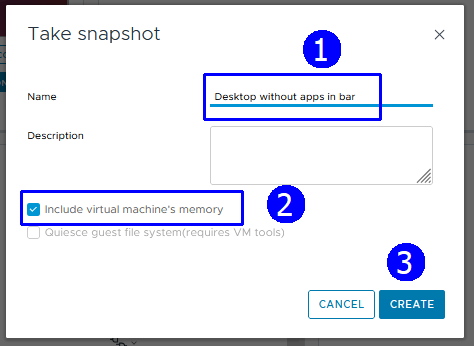 Take snapshot
1
Name
Desktop without apps in bar
Description
Include virtual machine's memory
2
Quiesce guest file system(requires VM tools)
3
CANCEL
CREATE